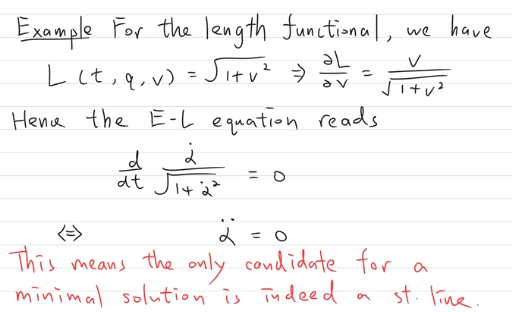 Example For the length functional, we have
L (t, q, v) = √(1+v²) ⇒ ∂L/∂v = v/√(1+v²)
Hence the E-L equation reads
d/dt α̇/√(1+α̇²) = 0
⇔ α̈ = 0
This means the only candidate for a
minimal solution is indeed a st. line.